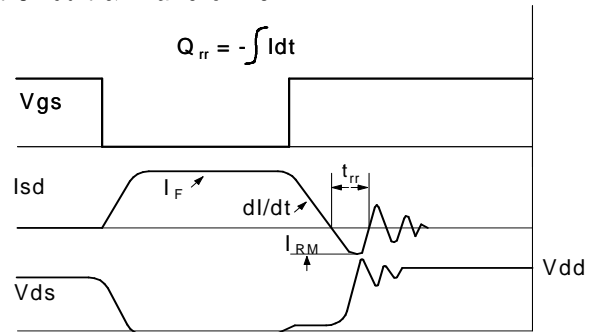 Q rr = - ∫ Idt
Vgs
Isd
I F
dI/dt
t rr
I RM
Vds
Vdd